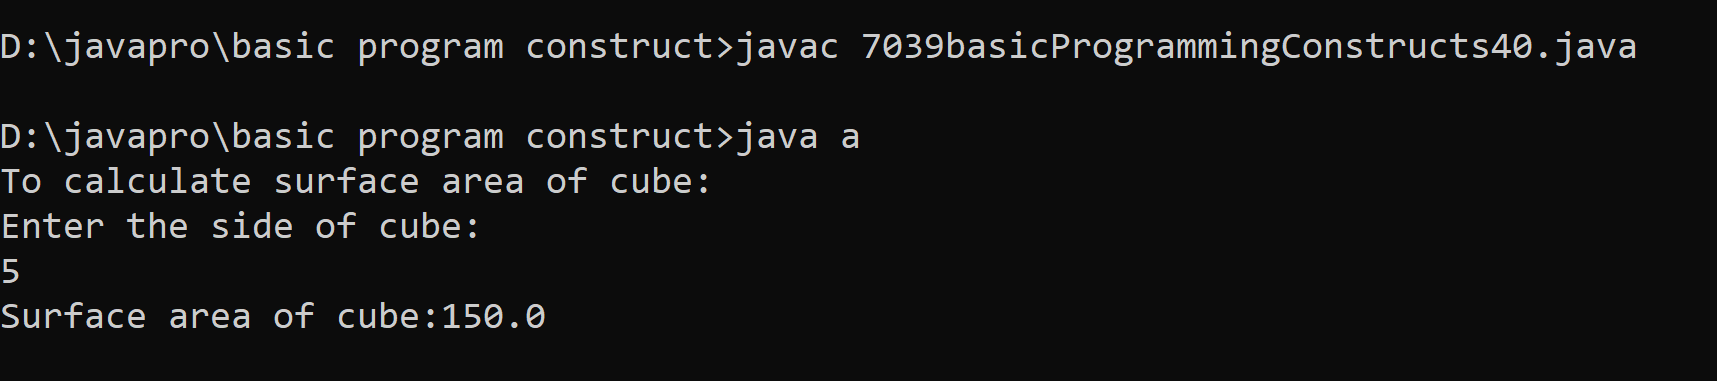 D:\javapro\basic program construct>javac 7039basicProgrammingConstructs40.java
D:\javapro\basic program construct>java a
To calculate surface area of cube:
Enter the side of cube:
5
Surface area of cube:150.0